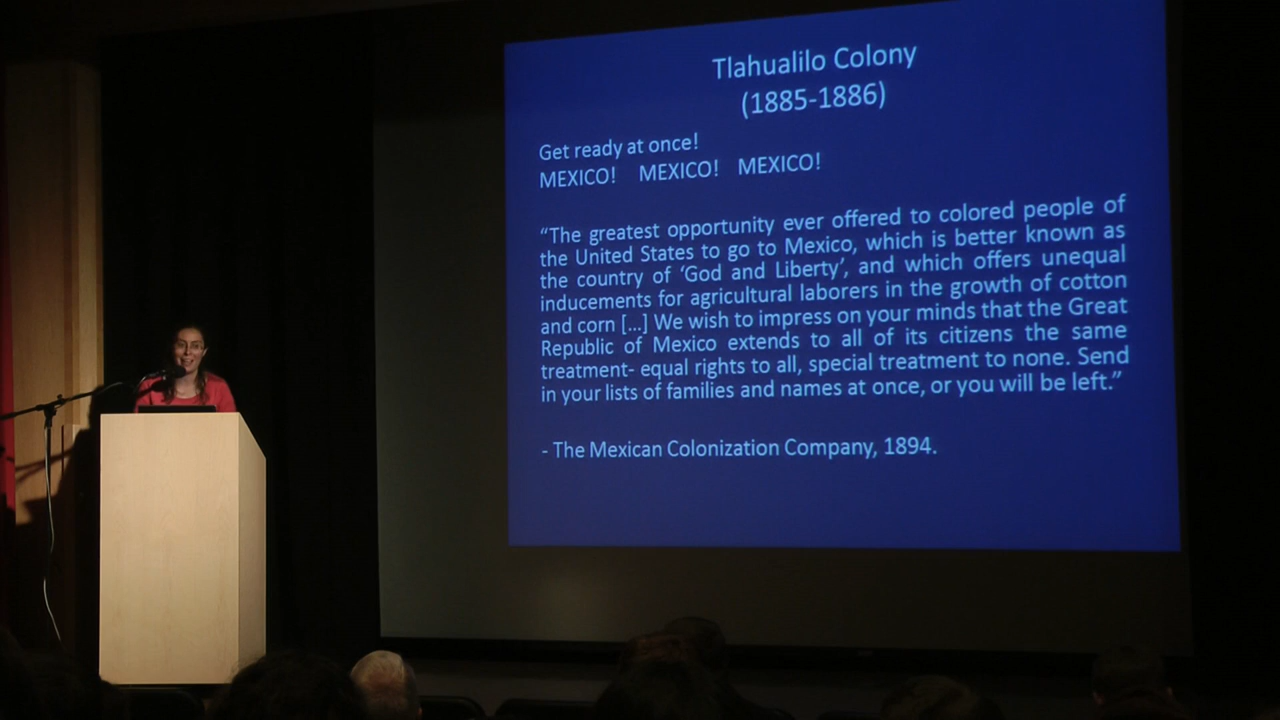 Tlahualilo Colony
(1885-1886)
Get ready at once!
MEXICO! MEXICO! MEXICO!
“The greatest opportunity ever offered to colored people of
the United States to go to Mexico, which is better known as
the country of ‘God and Liberty’, and which offers unequal
inducements for agricultural laborers in the growth of cotton
and corn [...] We wish to impress on your minds that the Great
Republic of Mexico extends to all of its citizens the same
treatment- equal rights to all, special treatment to none. Send
in your lists of families and names at once, or you will be left.”
- The Mexican Colonization Company, 1894.